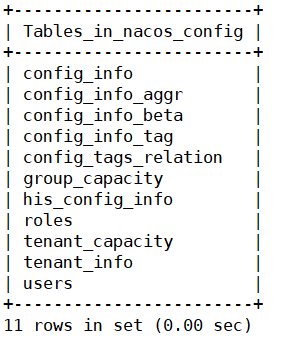 +------------------------+
| Tables_in_nacos_config |
+------------------------+
| config_info            |
| config_info_aggr       |
| config_info_beta       |
| config_info_tag        |
| config_tags_relation   |
| group_capacity         |
| his_config_info        |
| roles                  |
| tenant_capacity        |
| tenant_info            |
| users                  |
+------------------------+
11 rows in set (0.00 sec)